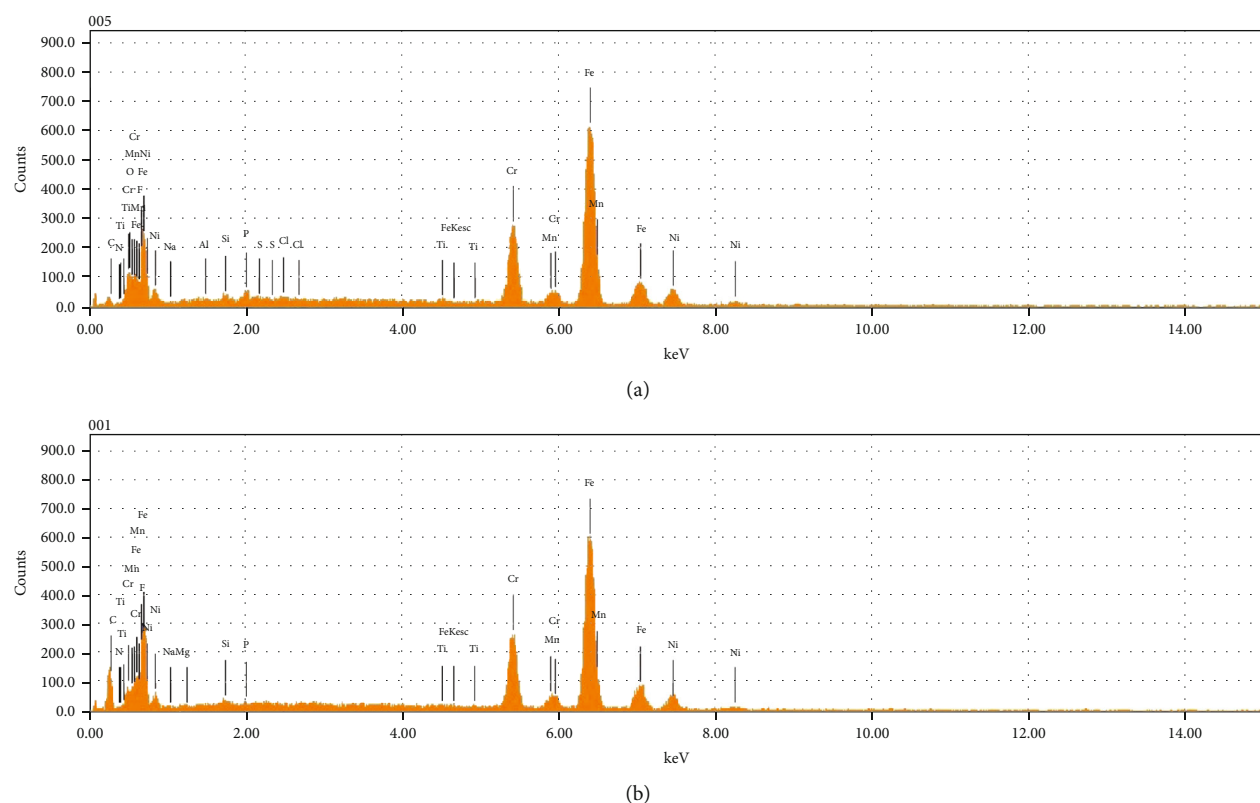 005
900.0
800.0
700.0
600.0
500.0
400.0
300.0
200.0
100.0
0.0
Counts
Cr
MnNi
O Fe
Cr F
TiMn
Ti Fe
C N Ni Na Al Si P S S Cl Cl
FeKesc
Ti Ti
Cr
Cr
Mn
Fe
Mn
Fe
Ni
Ni
0.00 2.00 4.00 6.00 8.00 10.00 12.00 14.00
keV
(a)
001
900.0
800.0
700.0
600.0
500.0
400.0
300.0
200.0
100.0
0.0
Counts
Fe
Mn
Fe
Mn
Cr F
Ti
C Cr Ni
Ti Ni
N NaMg Si P
FeKesc
Ti Ti
Cr
Cr
Mn
Fe
Mn
Fe
Ni
Ni
0.00 2.00 4.00 6.00 8.00 10.00 12.00 14.00
keV
(b)